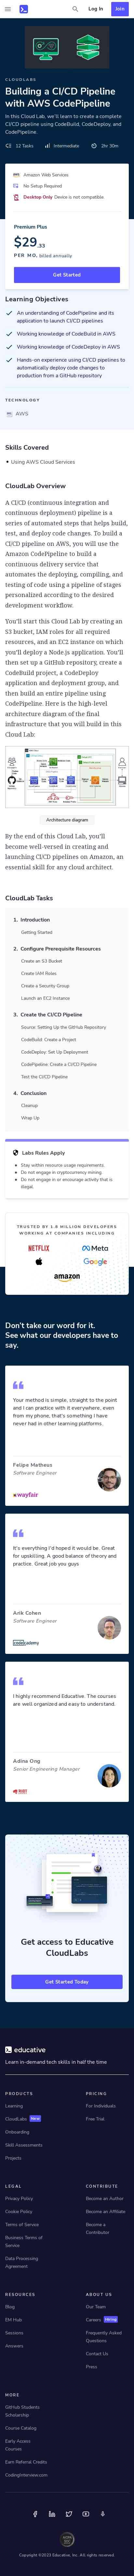 Log In
Join
CLOUDLABS
Building a CI/CD Pipeline
with AWS CodePipeline
In this Cloud Lab, we'll learn to create a complete
CI/CD pipeline using CodeBuild, CodeDeploy, and
CodePipeline.
12 Tasks
Intermediate
2hr 30m
Amazon Web Services
No Setup Required
Desktop Only Device is not compatible.
Premium Plus
$29.33
PER MO, billed annually
Get Started
Learning Objectives
An understanding of CodePipeline and its
application to launch CI/CD pipelines
Working knowledge of CodeBuild in AWS
Working knowledge of CodeDeploy in AWS
Hands-on experience using CI/CD pipelines to
automatically deploy code changes to
production from a GitHub repository
TECHNOLOGY
AWS
Skills Covered
Using AWS Cloud Services
CloudLab Overview
A CI/CD (continuous integration and
continuous deployment) pipeline is a
series of automated steps that helps build,
test, and deploy code changes. To build a
CI/CD pipeline on AWS, you we can use
AWS CodePipeline to build a
continuous delivery service that
automates the deploying, compiling, and
testing of a pipeline using a pre-defined
workflow.
You'll start this Cloud Lab by creating an
S3 bucket, IAM roles for all required
services, and an EC2 instance on which
you'll deploy a Node.js application. You'll
then set up a GitHub repository,
CodeBuild project, a CodeDeploy
application and deployment group, and
the CI/CD pipeline using
CodePipeline. Here is the high-level
architecture diagram of the
infrastructure that you will build in this
Cloud Lab:
Architecture diagram
By the end of this Cloud Lab, you'll
become well-versed in creating and
launching CI/CD pipelines on Amazon, an
essential skill for any cloud developer.
CloudLab Tasks
1. Introduction
Getting Started
2. Configure Prerequisite Resources
Create an S3 Bucket
Create IAM Roles
Create a Security Group
Launch an EC2 Instance
3. Create the CI/CD Pipeline
Source: Setting Up the GitHub Repository
CodeBuild: Create a Project
CodeDeploy: Set Up Deployment
CodePipeline: Create a CI/CD Pipeline
Test the CI/CD Pipeline
4. Conclusion
Cleanup
Wrap Up
Labs Rules Apply
Stay within resource usage requirements.
Do not engage in cryptocurrency mining.
Do not engage in or encourage activity that is
illegal.
TRUSTED BY 1.8 MILLION DEVELOPERS
WORKING AT COMPANIES INCLUDING
NETFLIX
Meta
Google
amazon
Don't take our word for it.
See what our developers have to
say.
Your method is simple, straight to the point
and I can practice with it everywhere, even
from my phone, that's something I have
never had in other learning platforms.
Felipe Matheus
Software Engineer
wayfair
It's everything I'd hoped it would be. Great
for upskilling. A good balance of theory and
practice. Great job you guys
Arik Cohen
Software Engineer
codecademy
I highly recommend Educative. The courses
are well organized and easy to understand.
Adina Ong
Senior Engineering Manager
Get access to Educative
CloudLabs
Get Started Today
educative
Learn in-demand tech skills in half the time
PRODUCTS
Learning
CloudLabs New
Onboarding
Skill Assessments
Projects
PRICING
For Individuals
Free Trial
LEGAL
Privacy Policy
Cookie Policy
Terms of Service
Business Terms of
Service
Data Processing
Agreement
CONTRIBUTE
Become an Author
Become an Affiliate
Become a
Contributor
RESOURCES
Blog
EM Hub
Sessions
Answers
ABOUT US
Our Team
Careers Hiring
Frequently Asked
Questions
Contact Us
Press
MORE
GitHub Students
Scholarship
Course Catalog
Early Access
Courses
Earn Referral Credits
CodingInterview.com
Copyright ©2023 Educative, Inc. All rights reserved.